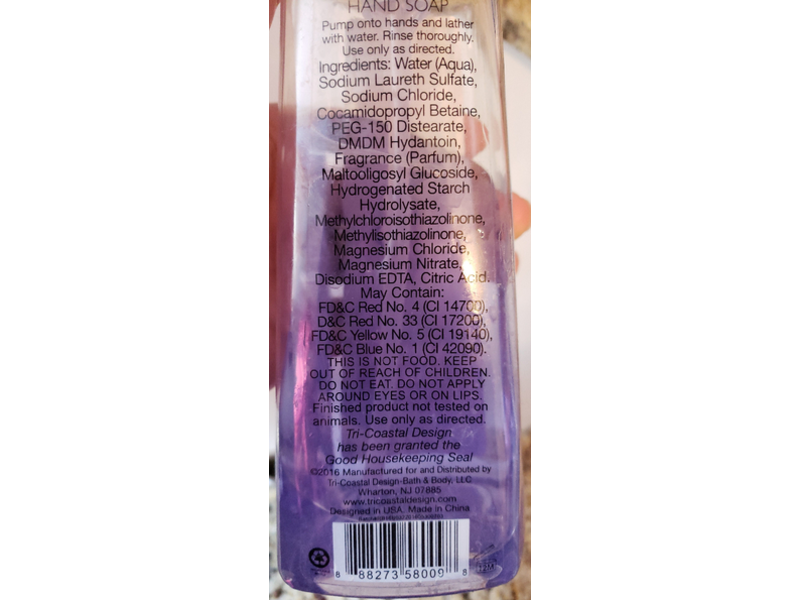 HAND SOAP
Pump onto hands and lather
with water. Rinse thoroughly.
Use only as directed.
Ingredients: Water (Aqua),
Sodium Laureth Sulfate,
Sodium Chloride,
Cocamidopropyl Betaine,
PEG-150 Distearate,
DMDM Hydantoin,
Fragrance (Parfum),
Maltooligosyl Glucoside,
Hydrogenated Starch
Hydrolysate,
Methylchloroisothiazolinone,
Methylisothiazolinone,
Magnesium Chloride,
Magnesium Nitrate,
Disodium EDTA, Citric Acid.
May Contain:
FD&C Red No. 4 (CI 14700),
D&C Red No. 33 (CI 17200),
FD&C Yellow No. 5 (CI 19140),
FD&C Blue No. 1 (CI 42090).
THIS IS NOT FOOD. KEEP
OUT OF REACH OF CHILDREN.
DO NOT EAT. DO NOT APPLY
AROUND EYES OR ON LIPS.
Finished product not tested on
animals. Use only as directed.
Tri-Coastal Design
has been granted the
Good Housekeeping Seal
©2016 Manufactured for and Distributed by
Tri-Coastal Design-Bath & Body, LLC
Wharton, NJ 07885
www.tricoastaldesign.com
Designed in USA. Made in China
8 88273 58009 8